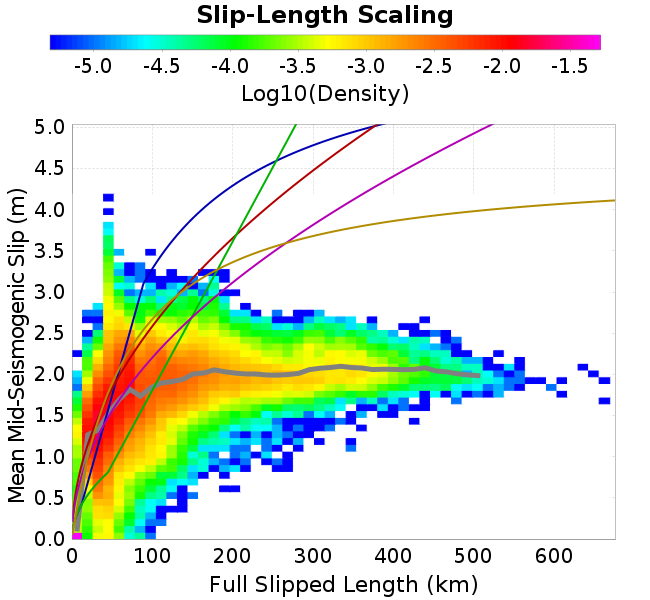 Slip-Length Scaling
-5.0 -4.5 -4.0 -3.5 -3.0 -2.5 -2.0 -1.5
Log10(Density)
5.0
4.5
4.0
3.5
3.0
2.5
2.0
1.5
1.0
0.5
0.0
Mean Mid-Seismogenic Slip (m)
0 100 200 300 400 500 600
Full Slipped Length (km)